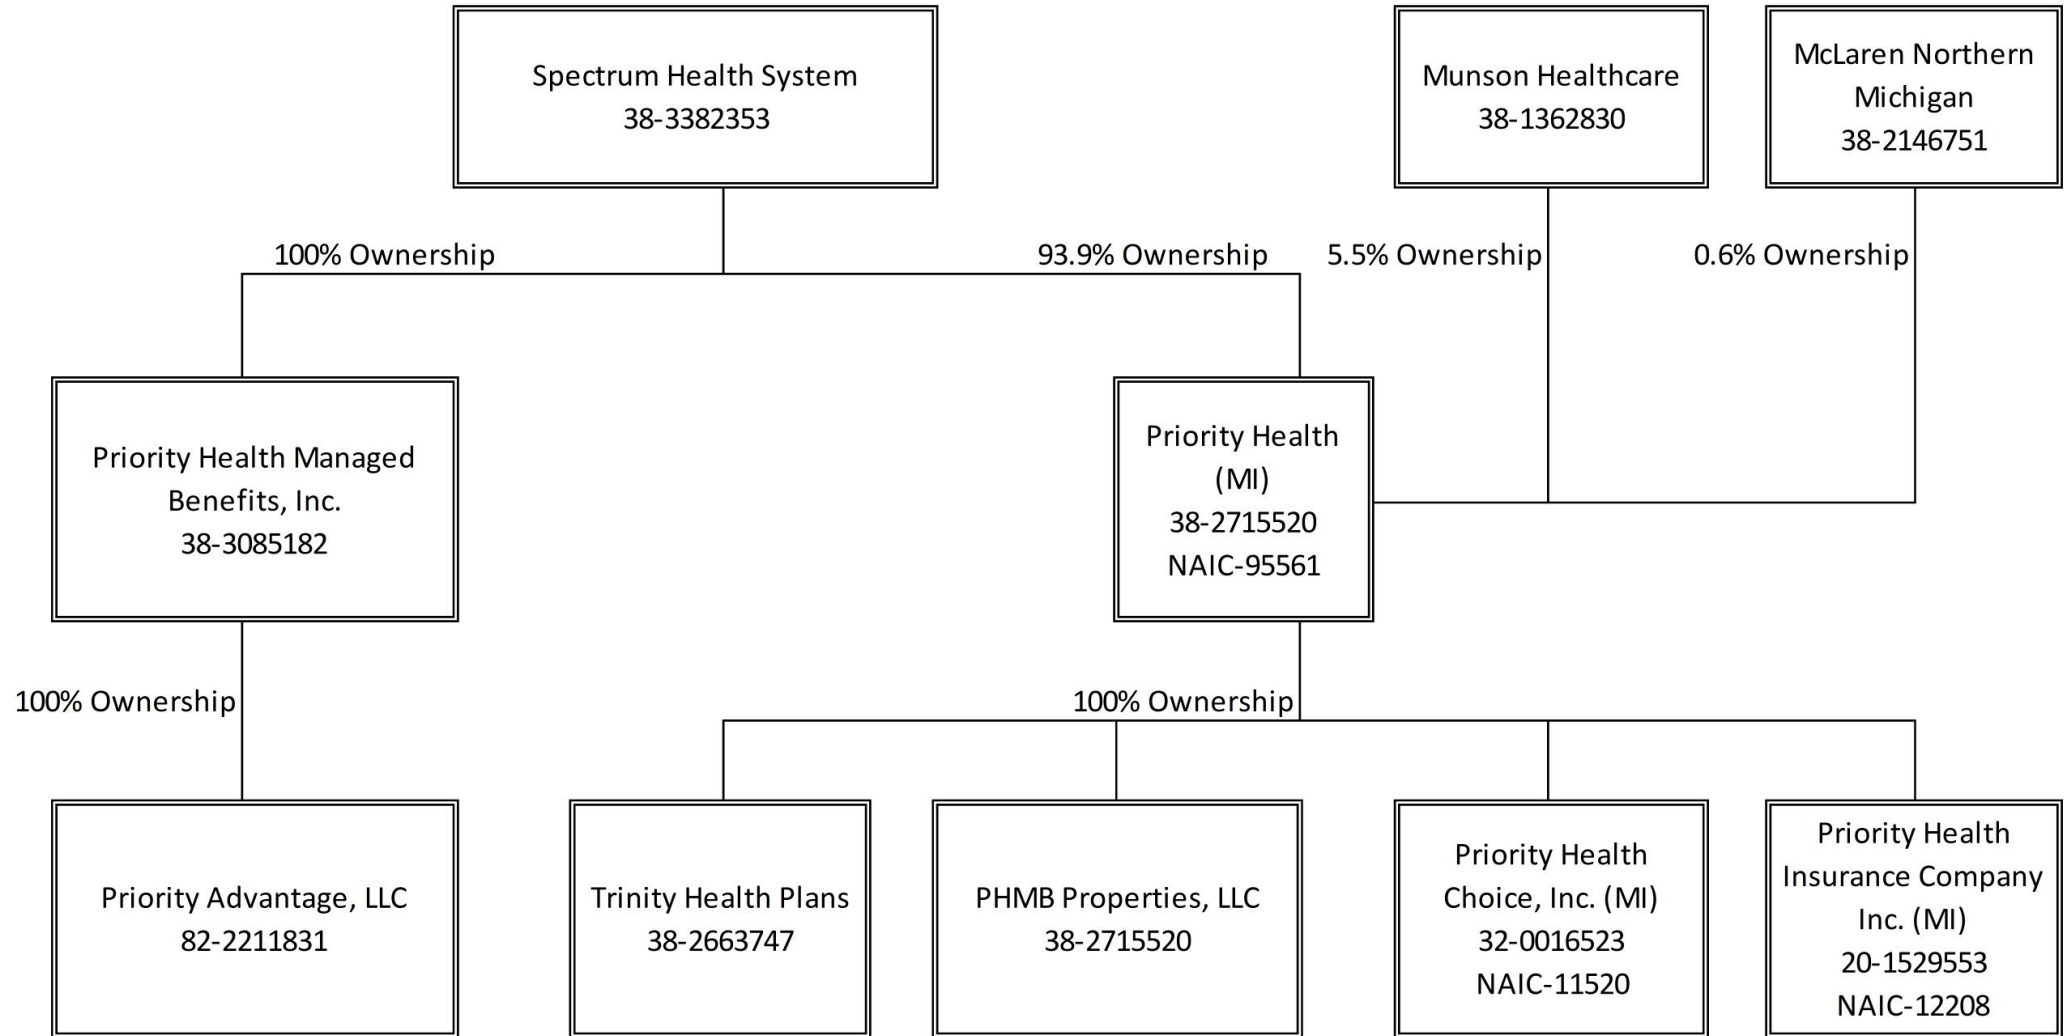 Spectrum Health System
38-3382353
Munson Healthcare
38-1362830
McLaren Northern
Michigan
38-2146751
100% Ownership
93.9% Ownership
5.5% Ownership
0.6% Ownership
Priority Health Managed
Benefits, Inc.
38-3085182
Priority Health
(MI)
38-2715520
NAIC-95561
100% Ownership
100% Ownership
Priority Advantage, LLC
82-2211831
Trinity Health Plans
38-2663747
PHMB Properties, LLC
38-2715520
Priority Health
Choice, Inc. (MI)
32-0016523
NAIC-11520
Priority Health
Insurance Company
Inc. (MI)
20-1529553
NAIC-12208